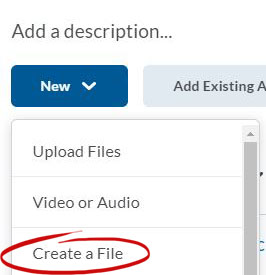 Add a description...
New
Add Existing A
Upload Files
Video or Audio
Create a File